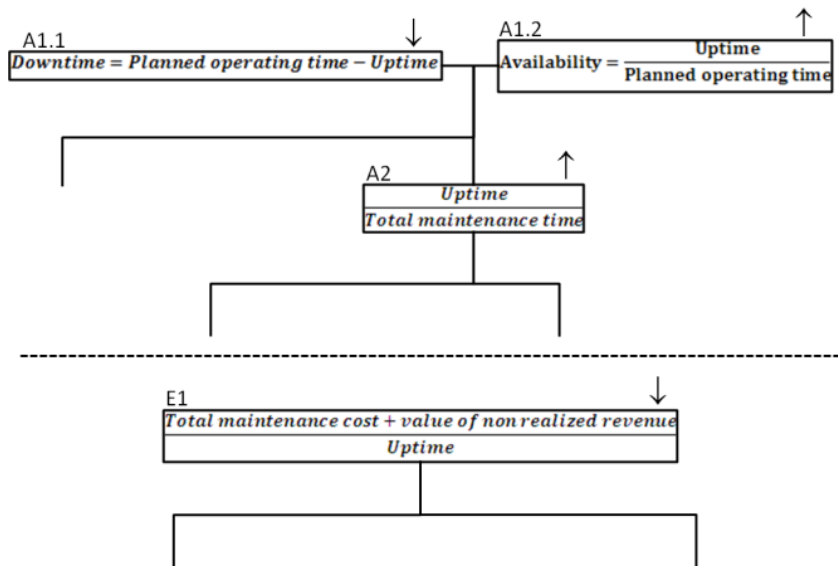 A1.1
Downtime = Planned operating time − Uptime
A1.2
Availability = Uptime / Planned operating time
A2
Uptime
Total maintenance time
E1
Total maintenance cost + value of non realized revenue
Uptime